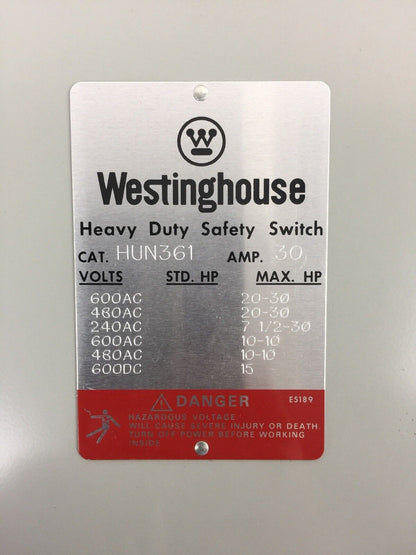 W
Westinghouse
Heavy Duty Safety Switch
CAT. HUN361 AMP. 30
VOLTS STD. HP MAX. HP
600AC 20-30
480AC 20-30
240AC 7 1/2-30
600AC 10-10
480AC 10-10
600DC 15
DANGER E5189
HAZARDOUS VOLTAGE.
WILL CAUSE SEVERE INJURY OR DEATH.
TURN OFF POWER BEFORE WORKING
INSIDE.